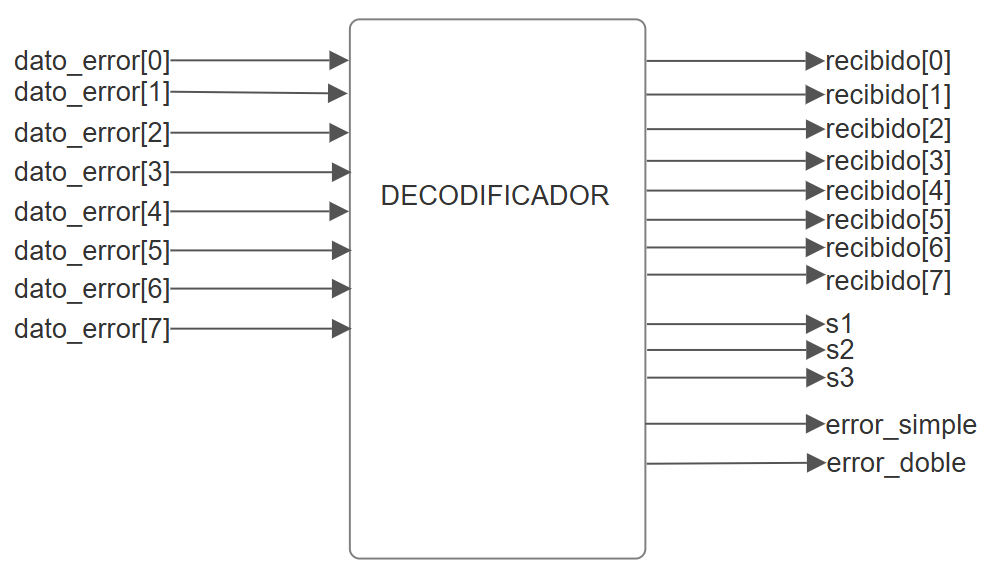 dato_error[0]
dato_error[1]
dato_error[2]
dato_error[3]
dato_error[4]
dato_error[5]
dato_error[6]
dato_error[7]
DECODIFICADOR
recibido[0]
recibido[1]
recibido[2]
recibido[3]
recibido[4]
recibido[5]
recibido[6]
recibido[7]
s1
s2
s3
error_simple
error_doble